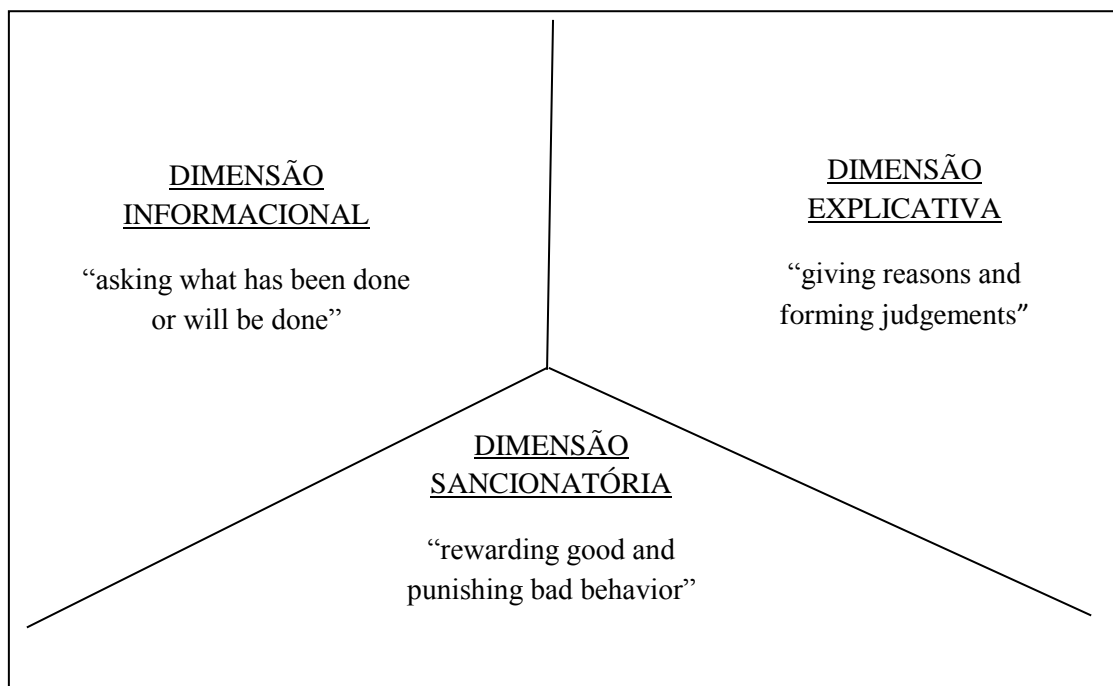 DIMENSÃO
INFORMACIONAL
“asking what has been done
or will be done”
DIMENSÃO
EXPLICATIVA
“giving reasons and
forming judgements”
DIMENSÃO
SANCIONATÓRIA
“rewarding good and
punishing bad behavior”